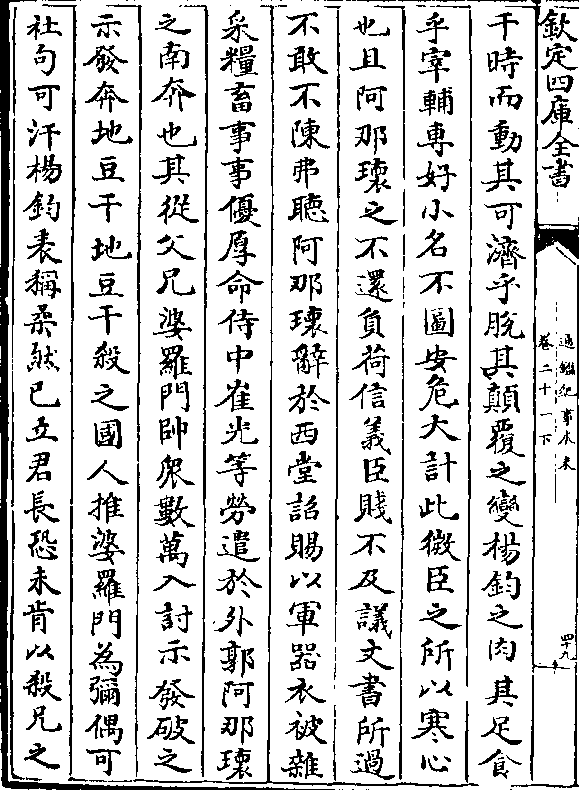 欽定四庫全書
通鑑紀事本末
卷二十一下
四十九
干時而動其可濟乎脱其顛覆之變楊鈞之肉其足食
乎宰輔專好小名不圖安危大計此微臣之所以寒心
也且阿那瓌之不還負荷信義臣賤不及議文書所過
不敢不陳弗聽阿那瓌辭於西堂詔賜以軍器衣被雜
采糧畜事事優厚命侍中崔光等勞遣於外郭阿那瓌
之南奔也其從父兄婆羅門帥衆數萬入討示發破之
示發奔地豆干地豆干殺之國人推婆羅門為彌偶可
社句可汗楊鈞表稱柔然已立君長恐未肯以殺兄之